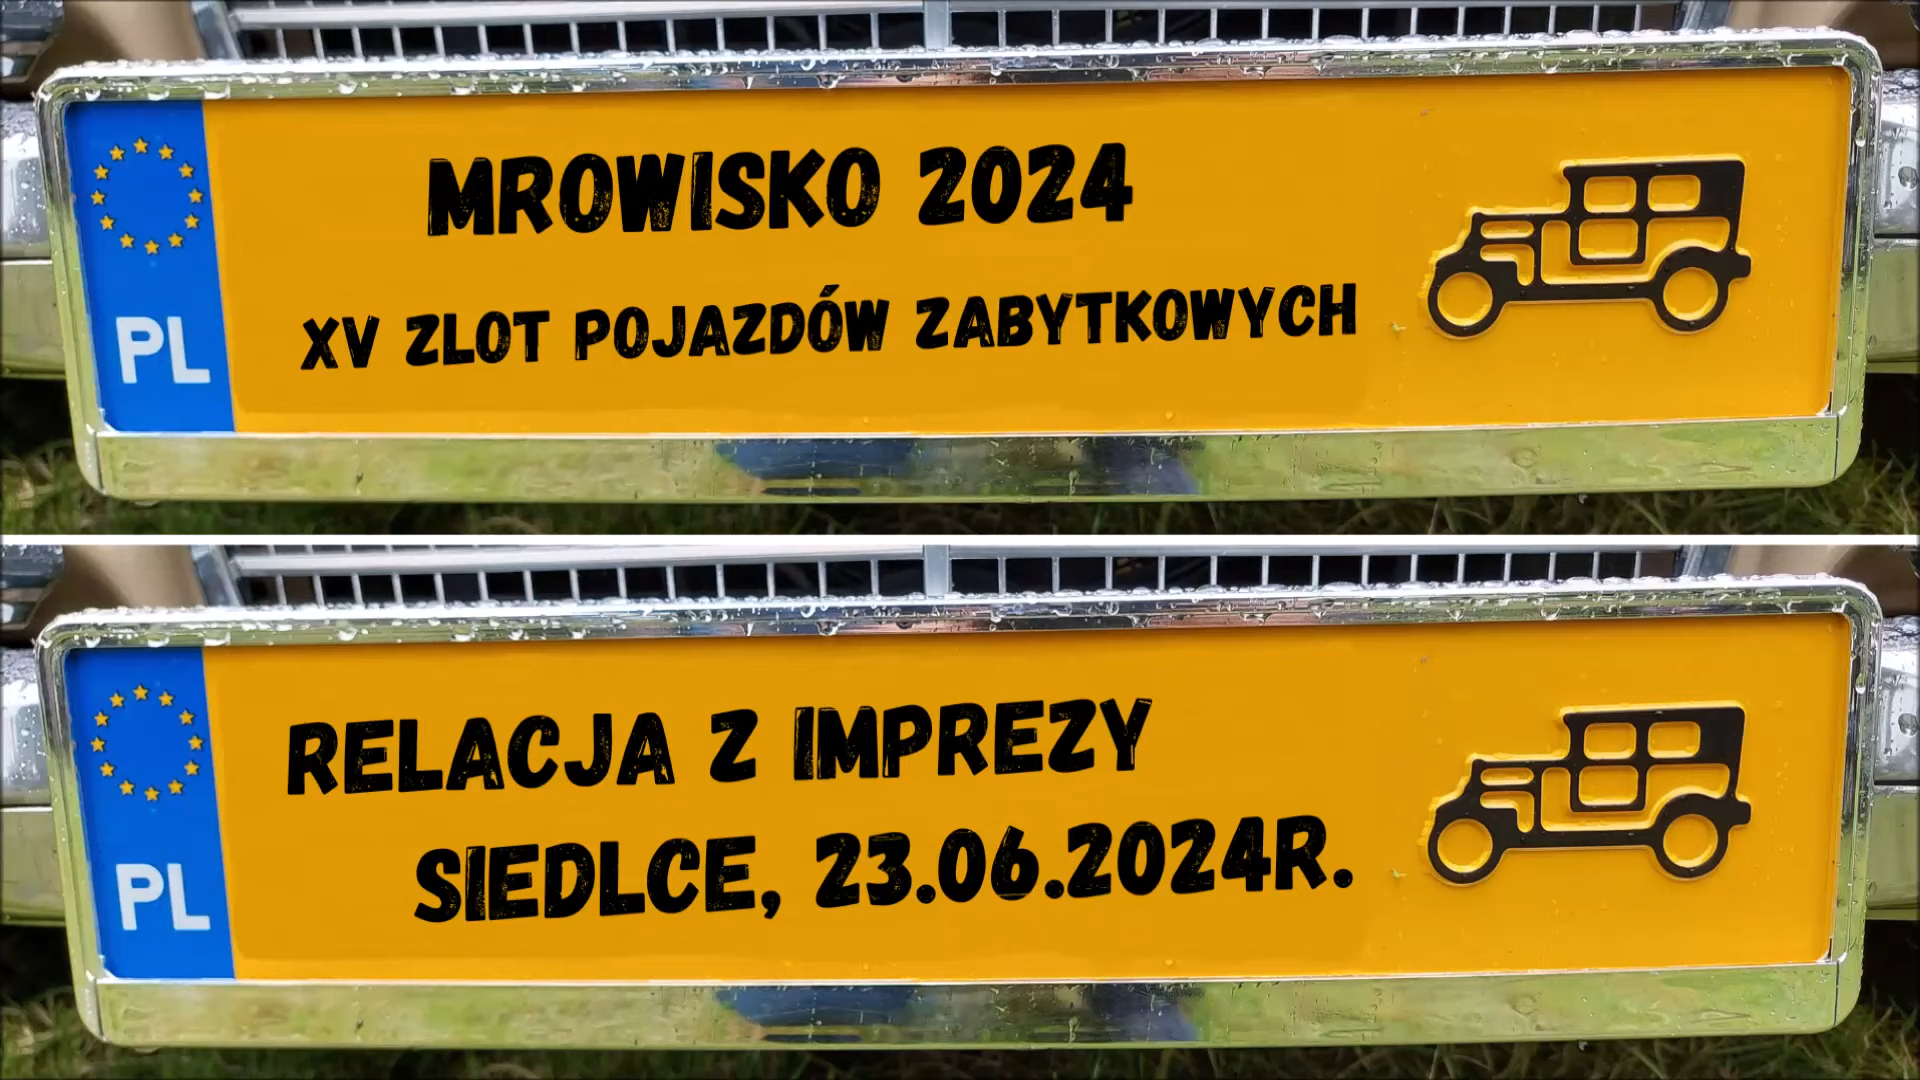 PL
MROWISKO 2024
XV ZLOT POJAZDÓW ZABYTKOWYCH
PL
RELACJA Z IMPREZY
SIEDLCE, 23.06.2024R.